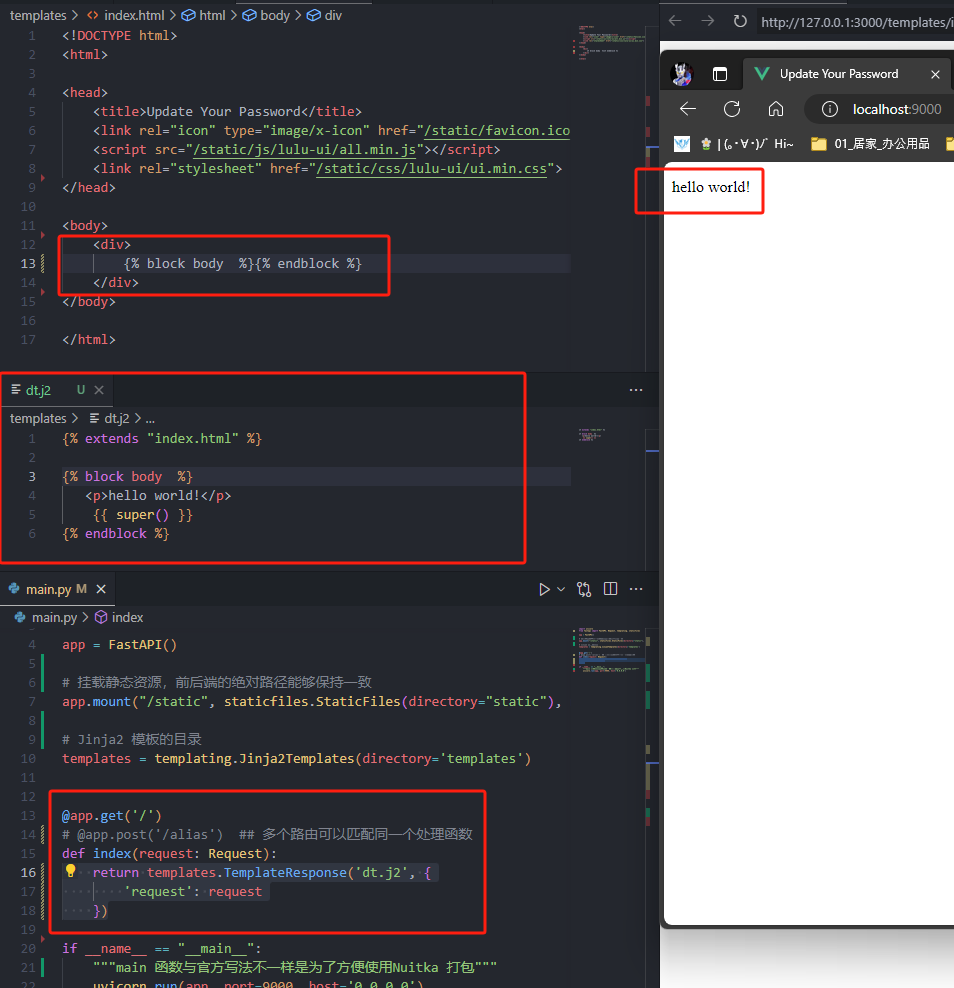 templates > index.html > html > body > div
1 <!DOCTYPE html>
2 <html>
3
4 <head>
5 <title>Update Your Password</title>
6 <link rel="icon" type="image/x-icon" href="/static/favicon.ico
7 <script src="/static/js/lulu-ui/all.min.js"></script>
8 <link rel="stylesheet" href="/static/css/lulu-ui/ui.min.css">
9 </head>
10
11 <body>
12 <div>
13 {% block body  %}{% endblock %}
14 </div>
15 </body>
16
17 </html>
dt.j2 U ×
templates > dt.j2 > ...
1 {% extends "index.html" %}
2
3 {% block body  %}
4 <p>hello world!</p>
5 {{ super() }}
6 {% endblock %}
main.py M ×
main.py > index
4 app = FastAPI()
5
6 # 挂载静态资源，前后端的绝对路径能够保持一致
7 app.mount("/static", staticfiles.StaticFiles(directory="static"),
8
9 # Jinja2 模板的目录
10 templates = templating.Jinja2Templates(directory='templates')
11
12
13 @app.get('/')
14 # @app.post('/alias')  ## 多个路由可以匹配同一个处理函数
15 def index(request: Request):
16 return templates.TemplateResponse('dt.j2', {
17 'request': request
18 })
19
20 if __name__ == "__main__":
21 """main 函数与官方写法不一样是为了方便使用Nuitka 打包"""
22 uvicorn.run(app, port=9000, host='0.0.0.0')
http://127.0.0.1:3000/templates/i
Update Your Password ×
localhost:9000
| (｡･∀･)ﾉﾞ Hi~ 01_居家_办公用品
hello world!